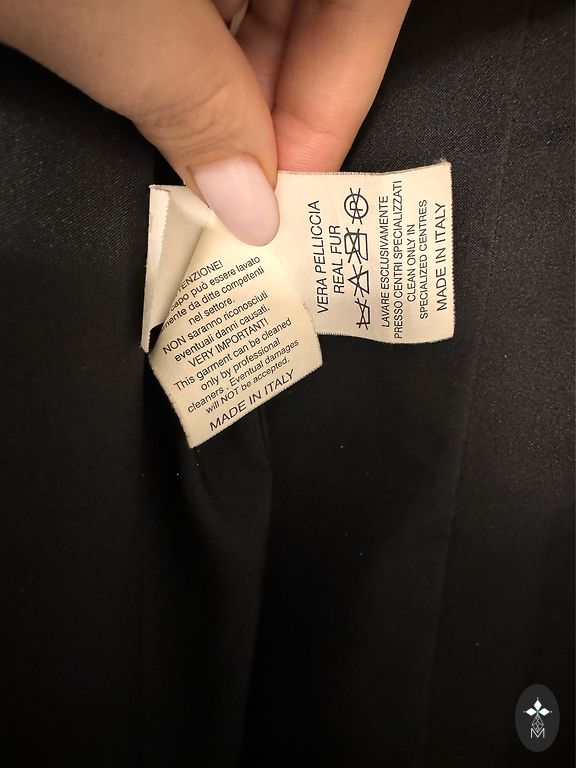 VERA PELLICCIA
REAL FUR
P
LAVARE ESCLUSIVAMENTE
PRESSO CENTRI SPECIALIZZATI
CLEAN ONLY IN
SPECIALIZED CENTRES
MADE IN ITALY
può essere lavato
da ditte competenti
nel settore.
NON saranno riconosciuti
eventuali danni causati.
VERY IMPORTANT!
This garment can be cleaned
only by professional
cleaners . Eventual damages
will NOT be accepted.
MADE IN ITALY
M